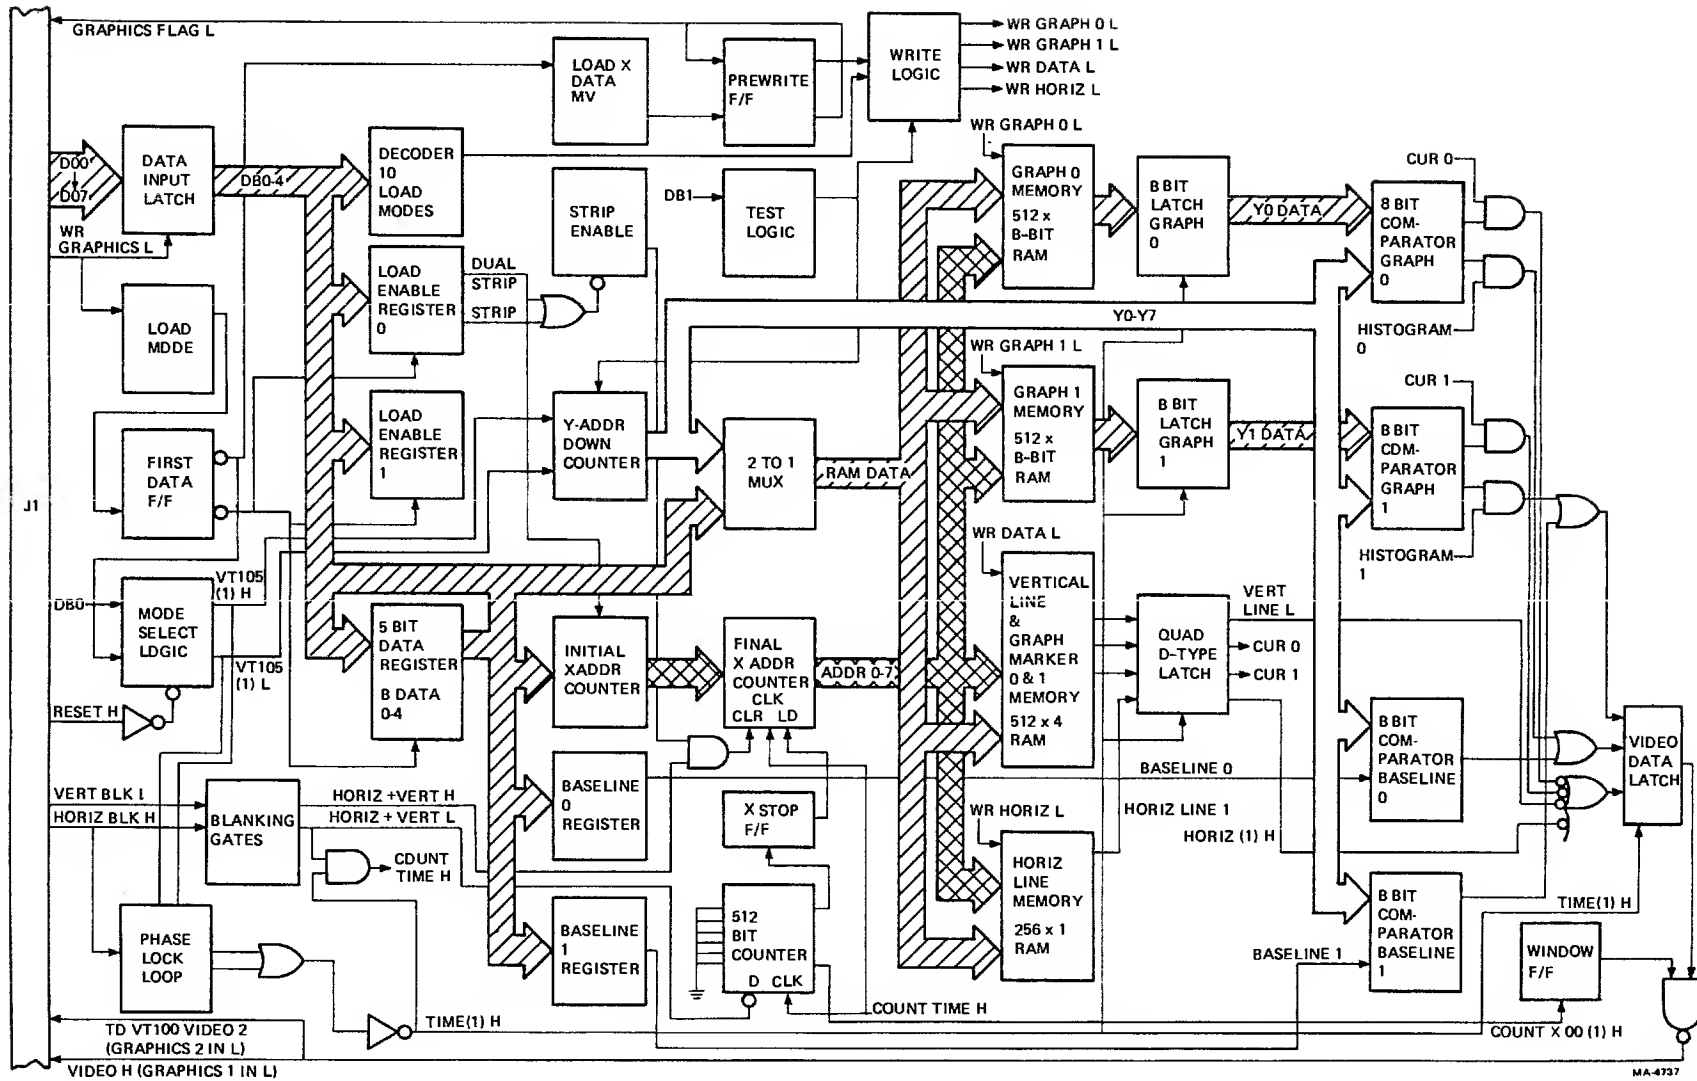 GRAPHICS FLAG L
LOAD X
DATA
MV
PREWRITE
F/F
WRITE
LOGIC
WR GRAPH 0 L
WR GRAPH 1 L
WR DATA L
WR HORIZ L
D00
D07
DATA
INPUT
LATCH
DB0-4
DECODER
10
LOAD
MODES
STRIP
ENABLE
DB1
TEST
LOGIC
WR GRAPH 0 L
GRAPH 0
MEMORY
512 x
B-BIT
RAM
B BIT
LATCH
GRAPH
0
Y0 DATA
CUR 0
8 BIT
COM-
PARATOR
GRAPH
0
HISTOGRAM
0
WR
GRAPHICS L
LOAD
MDDE
LOAD
ENABLE
REGISTER
0
DUAL
STRIP
STRIP
Y0-Y7
WR GRAPH 1 L
GRAPH 1
MEMORY
512 x
B-BIT
RAM
B BIT
LATCH
GRAPH
1
Y1 DATA
CUR 1
B BIT
CDM-
PARATOR
GRAPH
1
HISTOGRAM
1
J1
FIRST
DATA
F/F
LOAD
ENABLE
REGISTER
1
Y-ADDR
DOWN
COUNTER
2 TO 1
MUX
RAM DATA
DB0
MODE
SELECT
LDGIC
VT105
(1) H
VT105
(1) L
RESET H
5 BIT
DATA
REGISTER
B DATA
0-4
INITIAL
XADDR
COUNTER
FINAL
X ADDR
COUNTER
CLK
CLR LD
ADDR 0-7
WR DATA L
VERTICAL
LINE
&
GRAPH
MARKER
0 & 1
MEMORY
512 x 4
RAM
QUAD
D-TYPE
LATCH
VERT
LINE L
CUR 0
CUR 1
VERT BLK L
HORIZ BLK H
BLANKING
GATES
HORIZ +VERT H
HORIZ + VERT L
CDUNT
TIME H
BASELINE
0
REGISTER
X STOP
F/F
BASELINE 0
WR HORIZ L
HORIZ LINE 1
HORIZ (1) H
HORIZ
LINE
MEMORY
256 x 1
RAM
B BIT
COM-
PARATOR
BASELINE
0
VIDEO
DATA
LATCH
PHASE
LOCK
LOOP
BASELINE
1
REGISTER
512
BIT
COUNTER
D CLK
COUNT TIME H
BASELINE 1
B BIT
COM-
PARATOR
BASELINE
1
TIME(1) H
WINDOW
F/F
COUNT X 00 (1) H
TIME(1) H
TD VT100 VIDEO 2
(GRAPHICS 2 IN L)
VIDEO H (GRAPHICS 1 IN L)
MA-4737